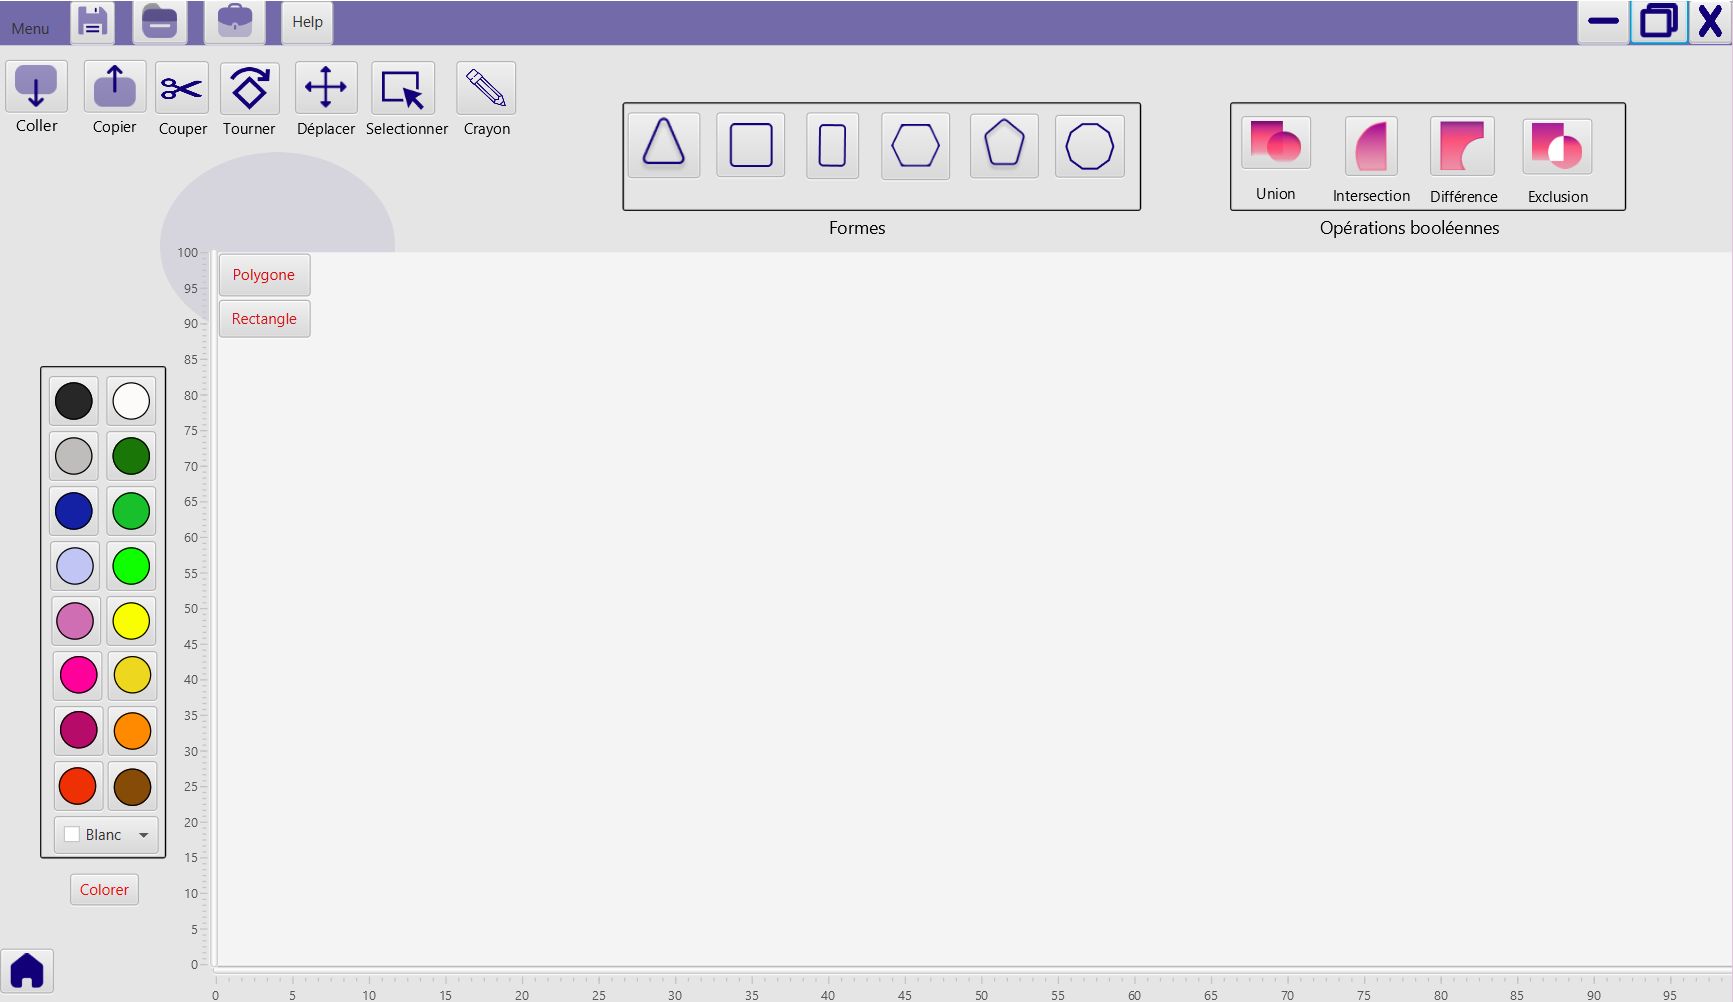 Menu
Help
X
Coller
Copier
Couper
Tourner
Déplacer
Selectionner
Crayon
Union
Intersection
Différence
Exclusion
Formes
Opérations booléennes
Polygone
Rectangle
100
95
90
85
80
75
70
65
60
55
50
45
40
35
30
25
20
15
10
5
0
Blanc
Colorer
0 5 10 15 20 25 30 35 40 45 50 55 60 65 70 75 80 85 90 95